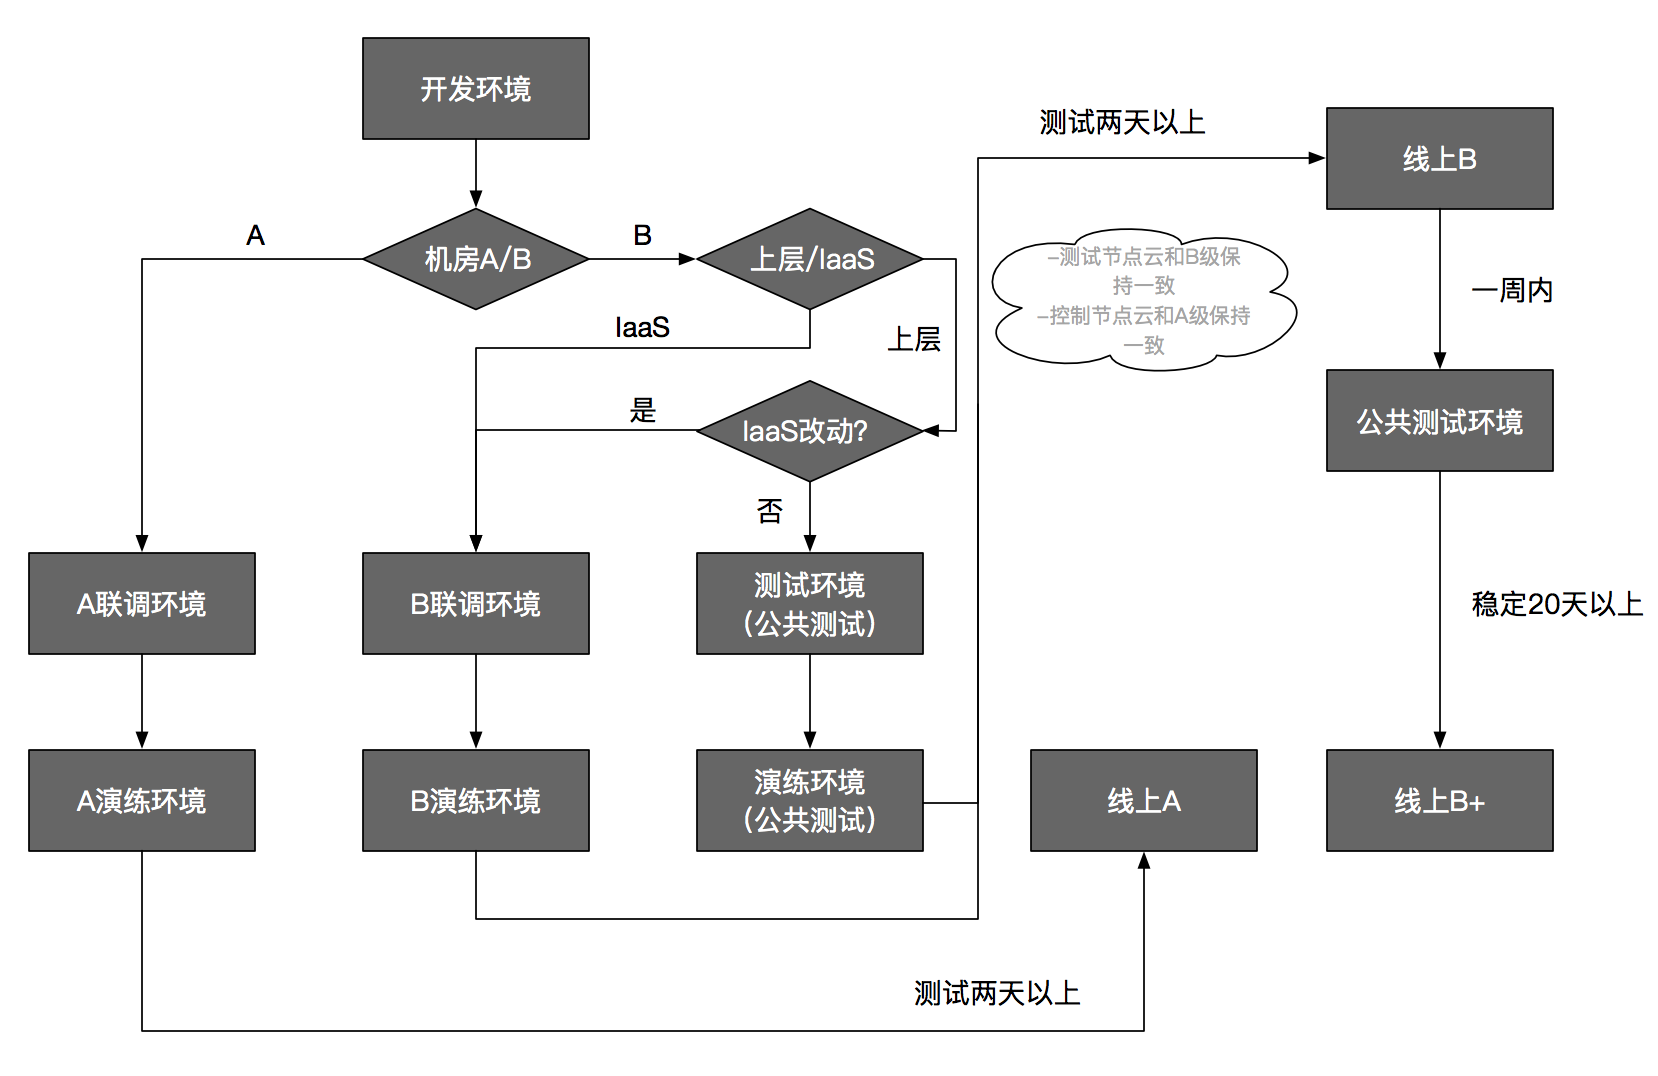 开发环境
测试两天以上
线上B
A
机房A/B
B
上层/IaaS
-测试节点云和B级保
持一致
-控制节点云和A级保持
一致
一周内
IaaS
上层
是
IaaS改动?
公共测试环境
否
A联调环境
B联调环境
测试环境
（公共测试）
稳定20天以上
A演练环境
B演练环境
演练环境
（公共测试）
线上A
线上B+
测试两天以上